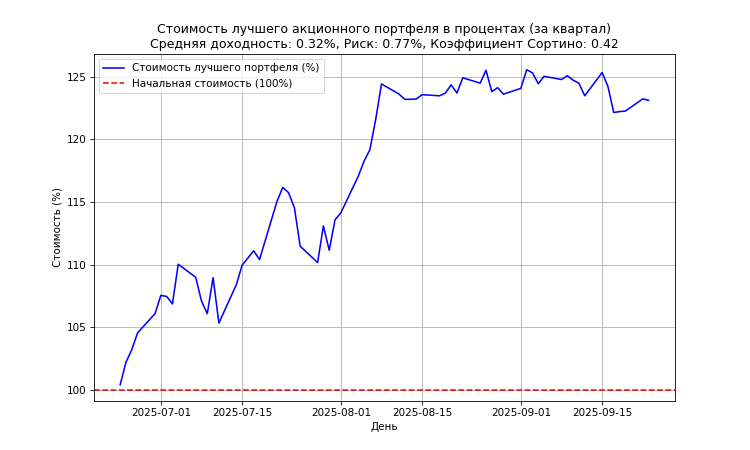 Стоимость лучшего акционного портфеля в процентах (за квартал)
Средняя доходность: 0.32%, Риск: 0.77%, Коэффициент Сортино: 0.42
Стоимость лучшего портфеля (%)
Начальная стоимость (100%)
Стоимость (%)
125
120
115
110
105
100
2025-07-01
2025-07-15
2025-08-01
2025-08-15
2025-09-01
2025-09-15
День